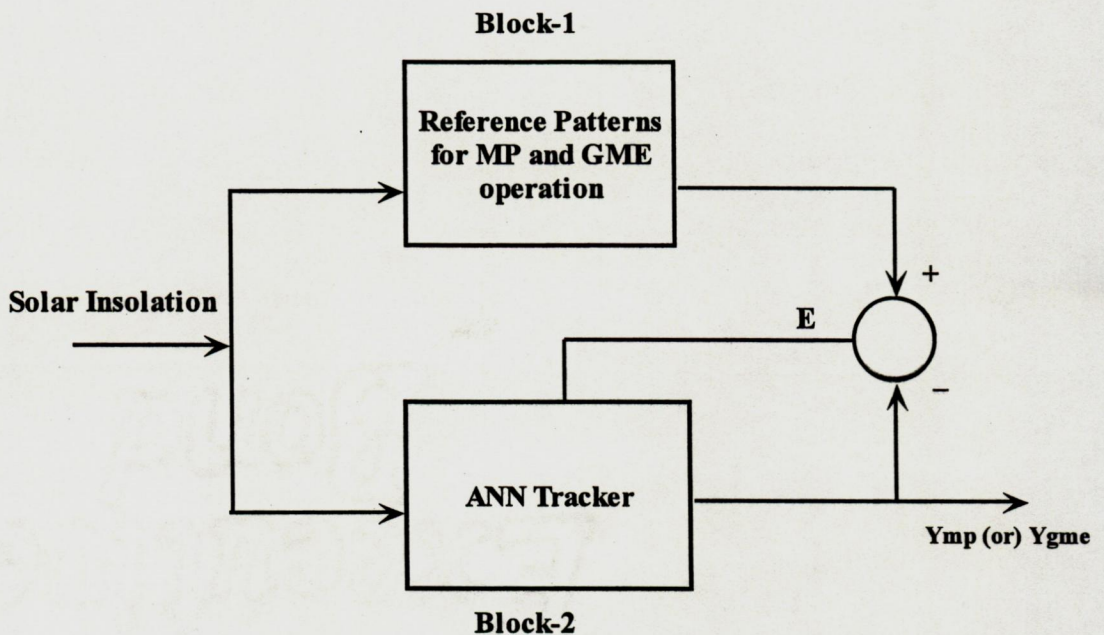 Block-1
Reference Patterns
for MP and GME
operation
Solar Insolation
+
E
−
ANN Tracker
Ymp (or) Ygme
Block-2